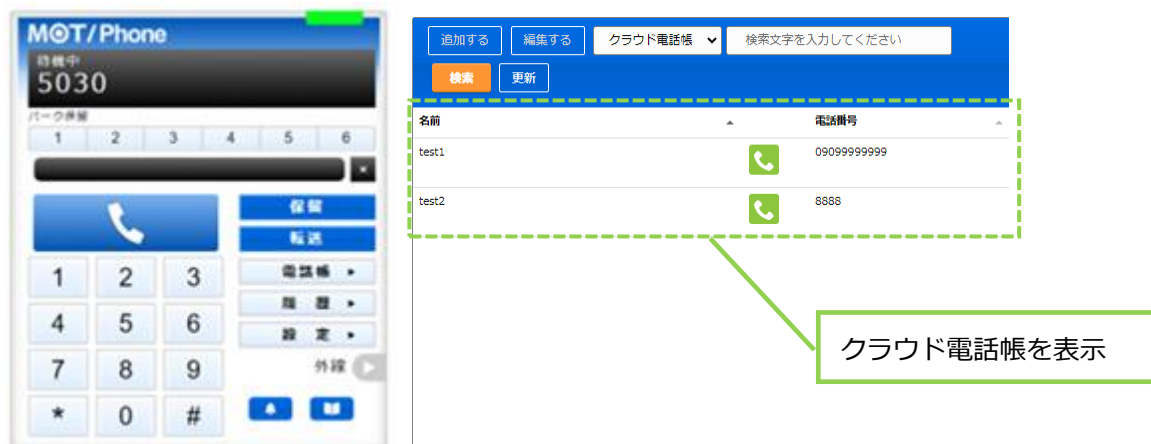 MOT/Phone
待機中
5030
パーク保留
1 2 3 4 5 6
×
保留
転送
電話帳
履歴
設定
外線
1 2 3
4 5 6
7 8 9
* 0 #
追加する 編集する クラウド電話帳 検索文字を入力してください
検索 更新
名前 電話番号
test1 09099999999
test2 8888
クラウド電話帳を表示